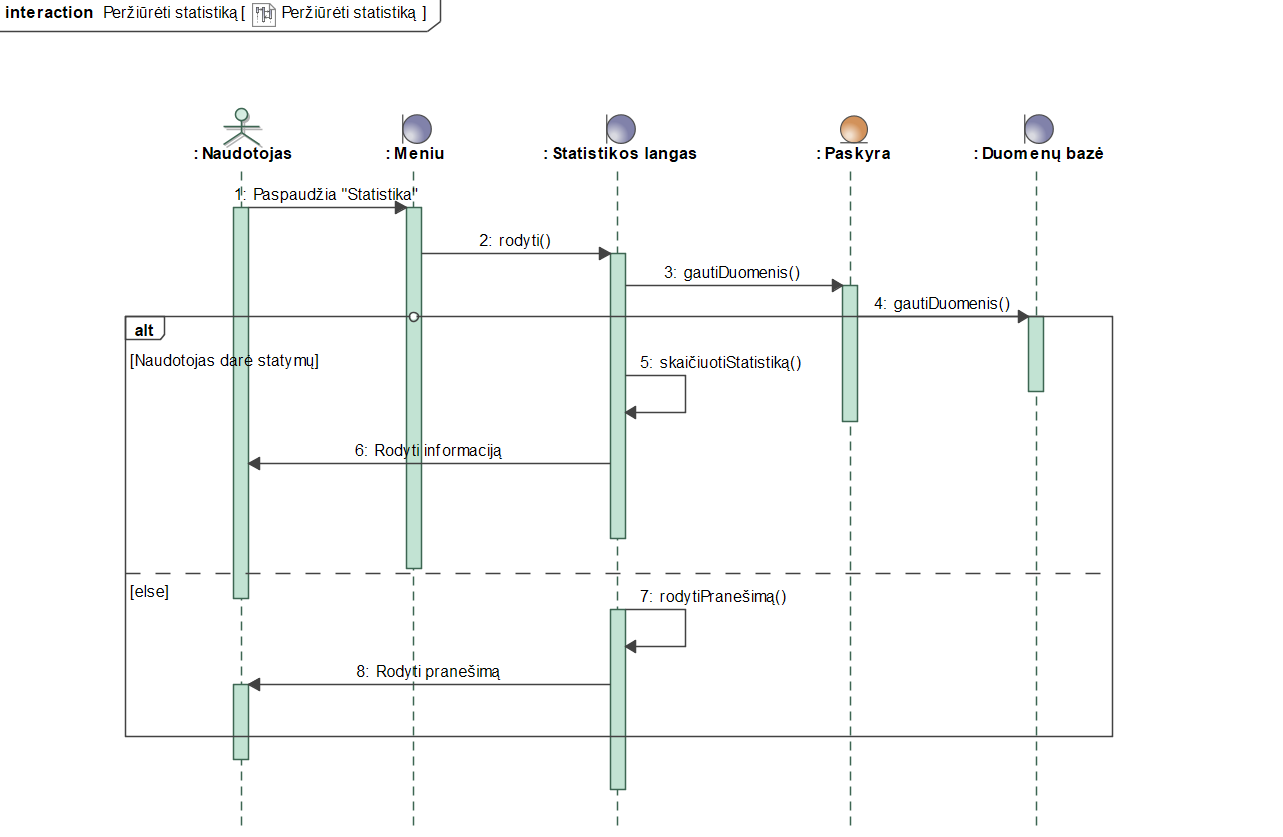 interaction Peržiūrėti statistiką [ Peržiūrėti statistiką ]
: Naudotojas
: Meniu
: Statistikos langas
: Paskyra
: Duomenų bazė
1: Paspaudžia "Statistika"
2: rodyti()
3: gautiDuomenis()
4: gautiDuomenis()
alt
[Naudotojas darė statymų]
5: skaičiuotiStatistiką()
6: Rodyti informaciją
[else]
7: rodytiPranešimą()
8: Rodyti pranešimą